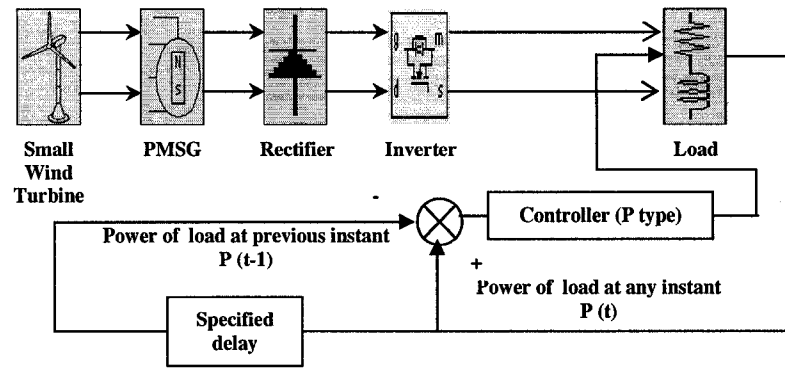 N
S
g
m
d
s
Small
Wind
Turbine
PMSG
Rectifier
Inverter
Load
-
Controller (P type)
Power of load at previous instant
P (t-1)
+
Power of load at any instant
P (t)
Specified
delay